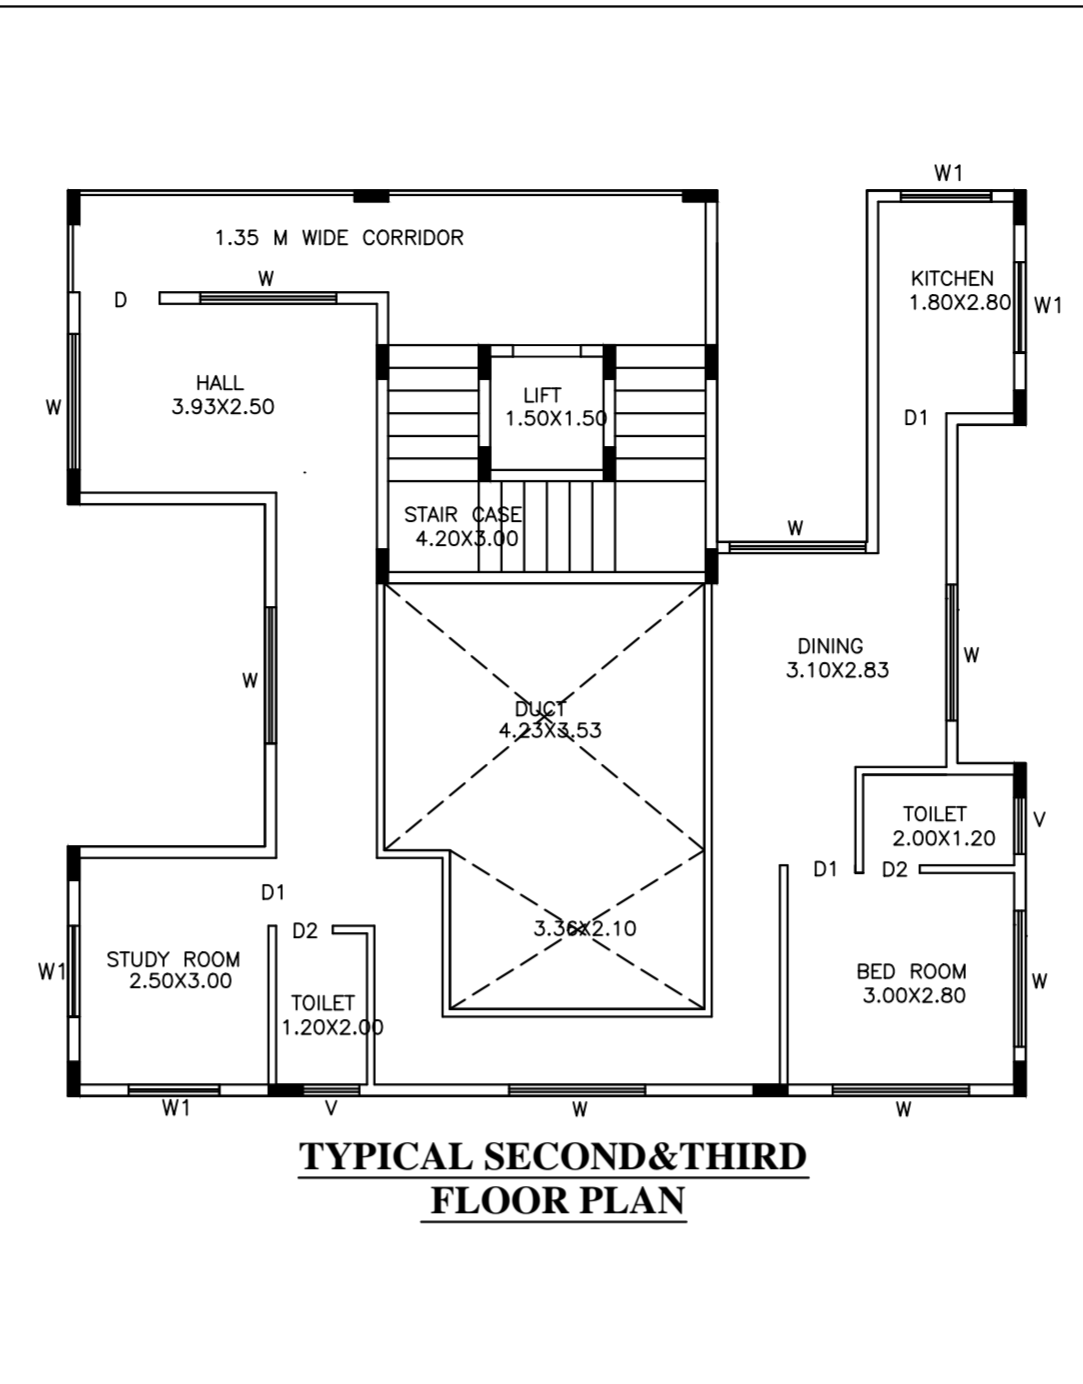 W1
1.35 M WIDE CORRIDOR
W
D
KITCHEN
1.80X2.80
W1
HALL
3.93X2.50
W
LIFT
1.50X1.50
D1
STAIR CASE
4.20X3.00
W
DINING
3.10X2.83
W
W
DUCT
4.23X3.53
TOILET
2.00X1.20
V
D1
D2
D1
D2
3.36X2.10
STUDY ROOM
2.50X3.00
W1
TOILET
1.20X2.00
BED ROOM
3.00X2.80
W
W1
V
W
W
TYPICAL SECOND&THIRD
FLOOR PLAN